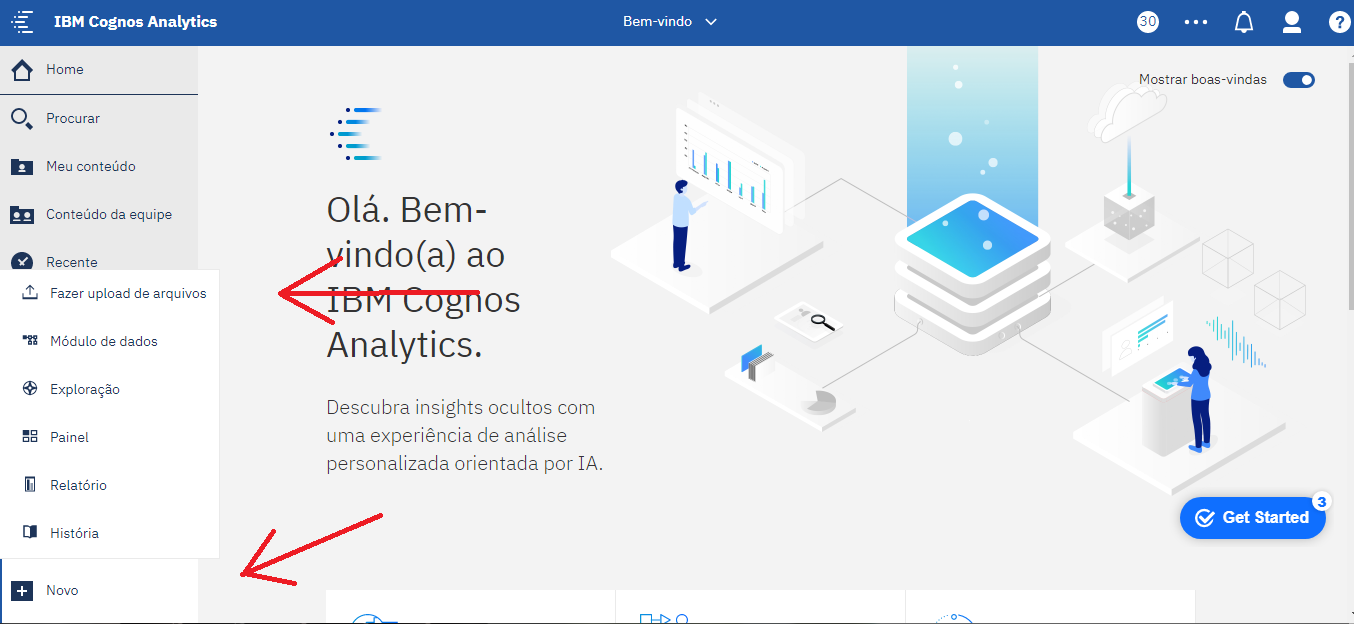 IBM Cognos Analytics
Bem-vindo
30
?
Home
Mostrar boas-vindas
Procurar
Meu conteúdo
Conteúdo da equipe
Recente
Fazer upload de arquivos
Módulo de dados
Exploração
Painel
Relatório
História
Novo
Olá. Bem-
vindo(a) ao
IBM Cognos
Analytics.
Descubra insights ocultos com
uma experiência de análise
personalizada orientada por IA.
Get Started
3